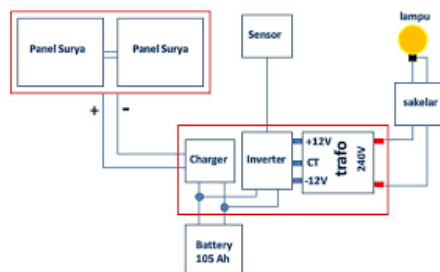 Panel Surya
Panel Surya
Sensor
lampu
sakelar
+
-
Charger
Inverter
+12V
CT
-12V
trafo
240V
Battery
105 Ah